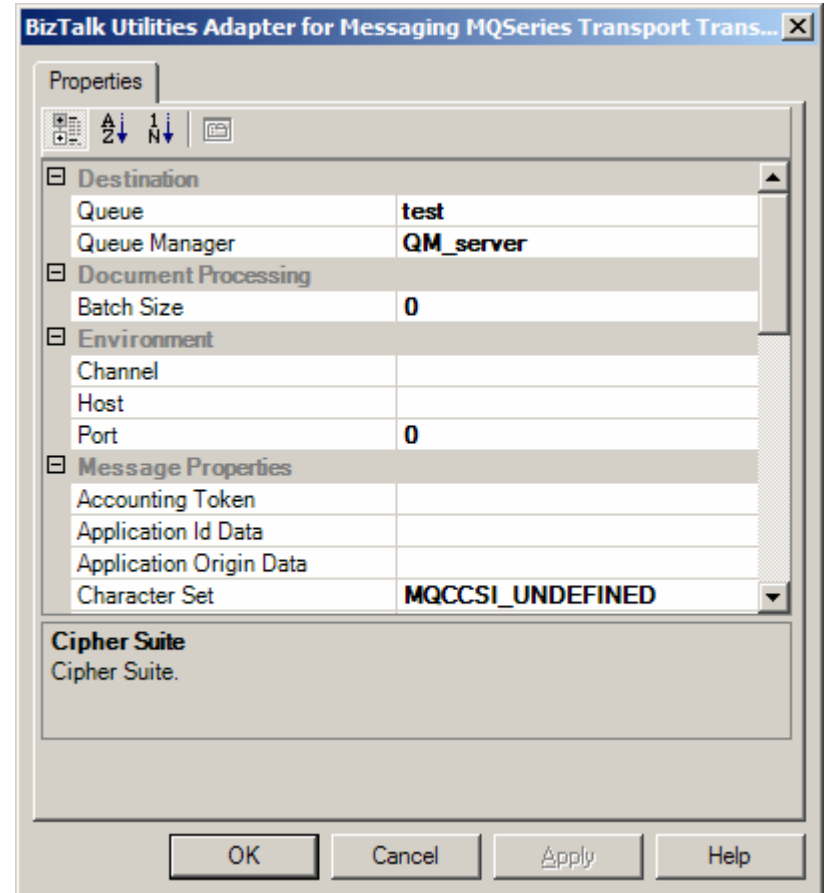 BizTalk Utilities Adapter for Messaging MQSeries Transport Trans...
Properties
Destination
Queue test
Queue Manager QM_server
Document Processing
Batch Size 0
Environment
Channel
Host
Port 0
Message Properties
Accounting Token
Application Id Data
Application Origin Data
Character Set MQCCSI_UNDEFINED
Cipher Suite
Cipher Suite.
OK Cancel Apply Help